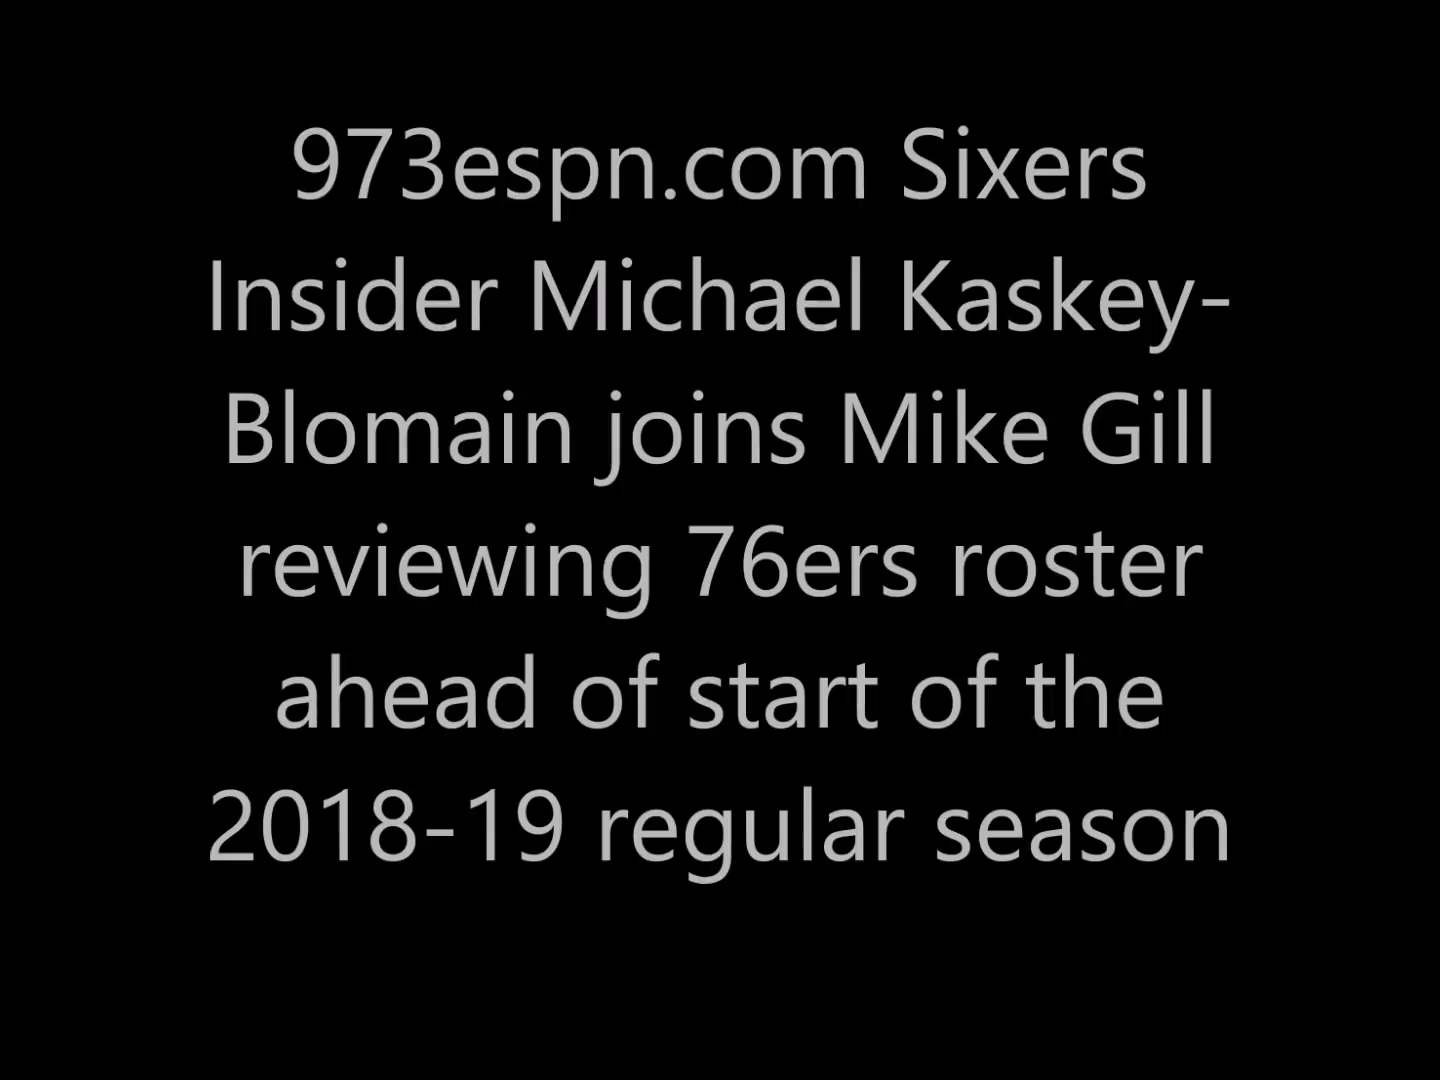 973espn.com Sixers
Insider Michael Kaskey-
Blomain joins Mike Gill
reviewing 76ers roster
ahead of start of the
2018-19 regular season